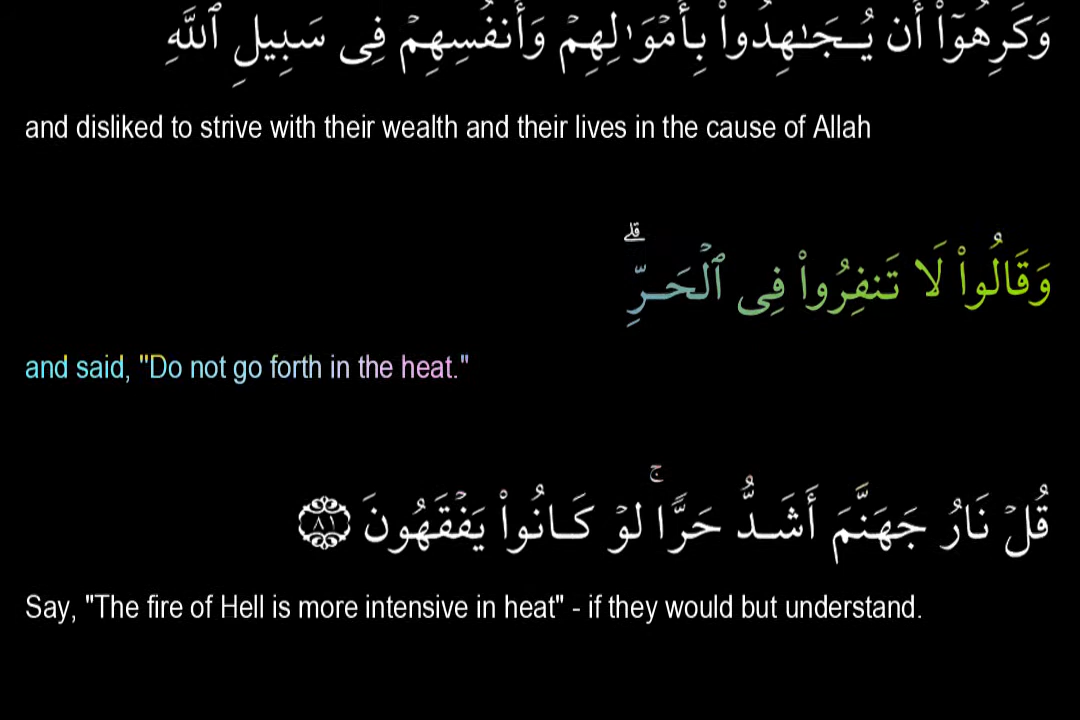 وَكَرِهُوٓا۟ أَن يُجَـٰهِدُوا۟ بِأَمْوَٰلِهِمْ وَأَنفُسِهِمْ فِى سَبِيلِ ٱللَّهِ
and disliked to strive with their wealth and their lives in the cause of Allah
وَقَالُوا۟ لَا تَنفِرُوا۟ فِى ٱلْحَرِّ ۗ
and said, "Do not go forth in the heat."
قُلْ نَارُ جَهَنَّمَ أَشَدُّ حَرًّا ۚ لَوْ كَانُوا۟ يَفْقَهُونَ ٨١
Say, "The fire of Hell is more intensive in heat" - if they would but understand.